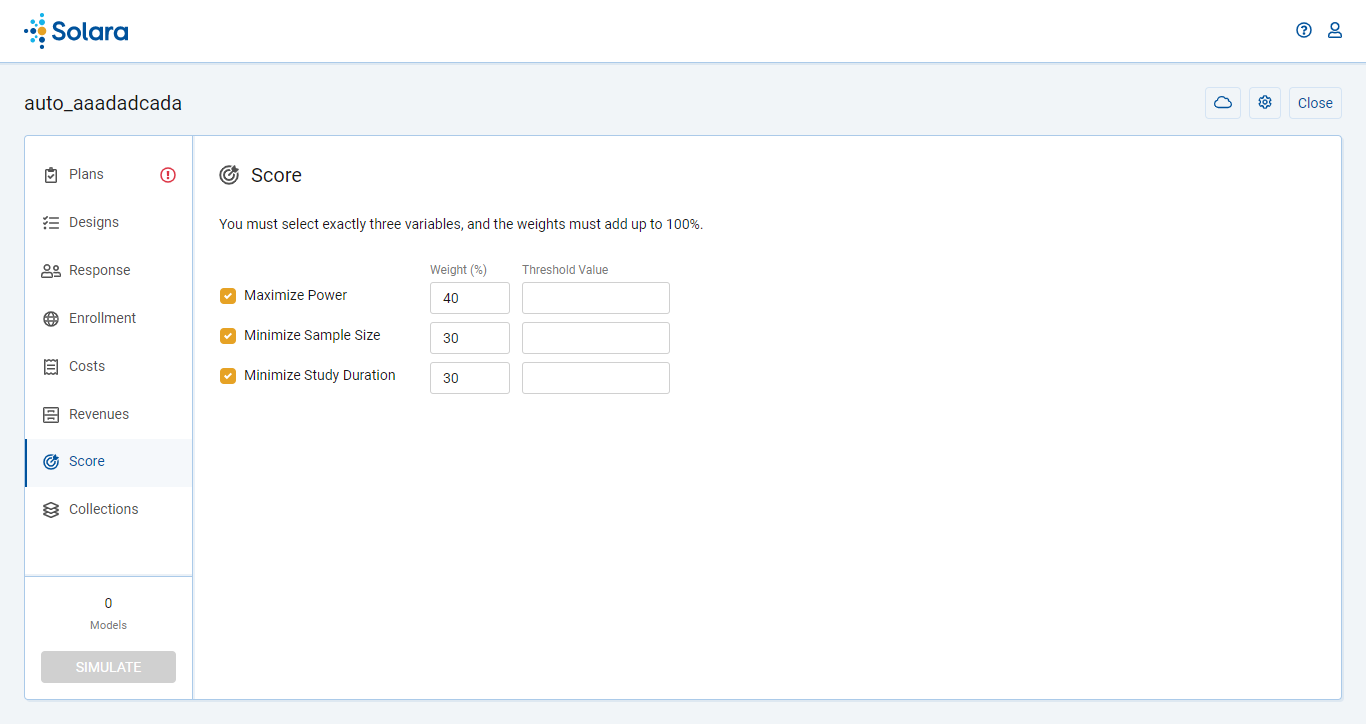 Solara
auto_aaadadcada
Close
Plans
Designs
Response
Enrollment
Costs
Revenues
Score
Collections
0
Models
SIMULATE
Score
You must select exactly three variables, and the weights must add up to 100%.
Weight (%) Threshold Value
Maximize Power 40
Minimize Sample Size 30
Minimize Study Duration 30